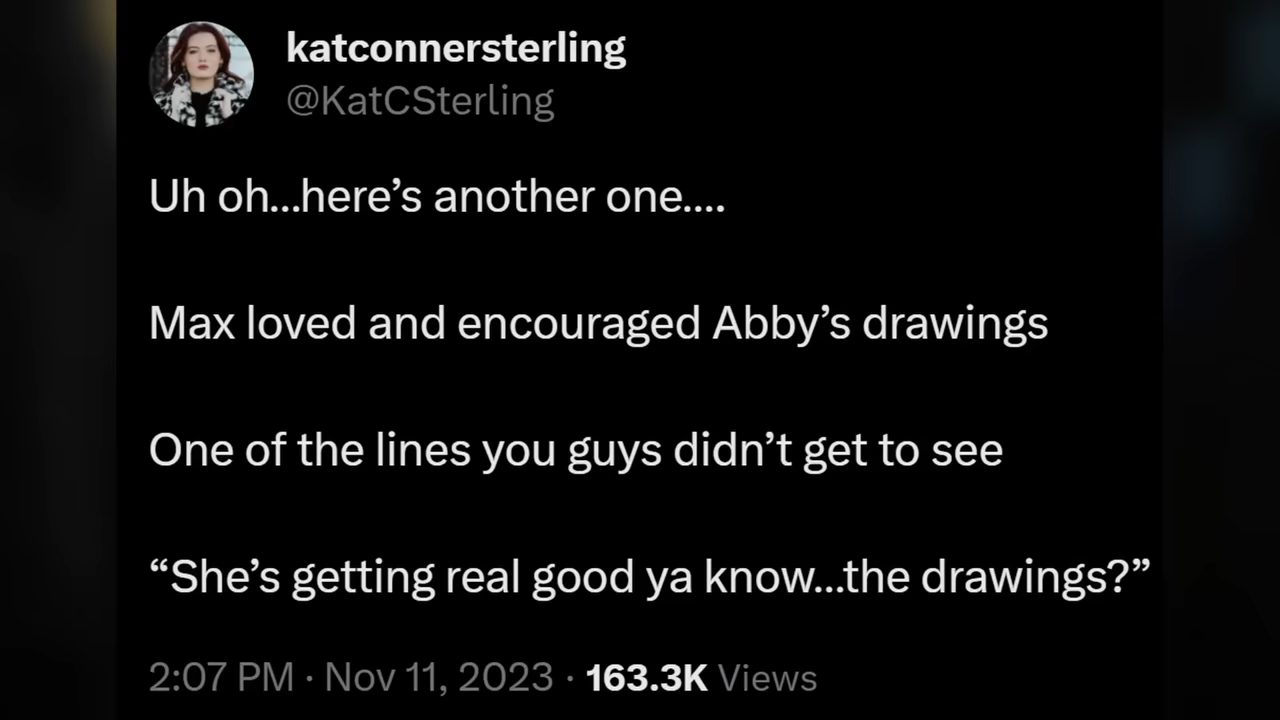 katconnersterling
@KatCSterling
Uh oh...here’s another one....
Max loved and encouraged Abby’s drawings
One of the lines you guys didn’t get to see
“She’s getting real good ya know...the drawings?”
2:07 PM · Nov 11, 2023 · 163.3K Views